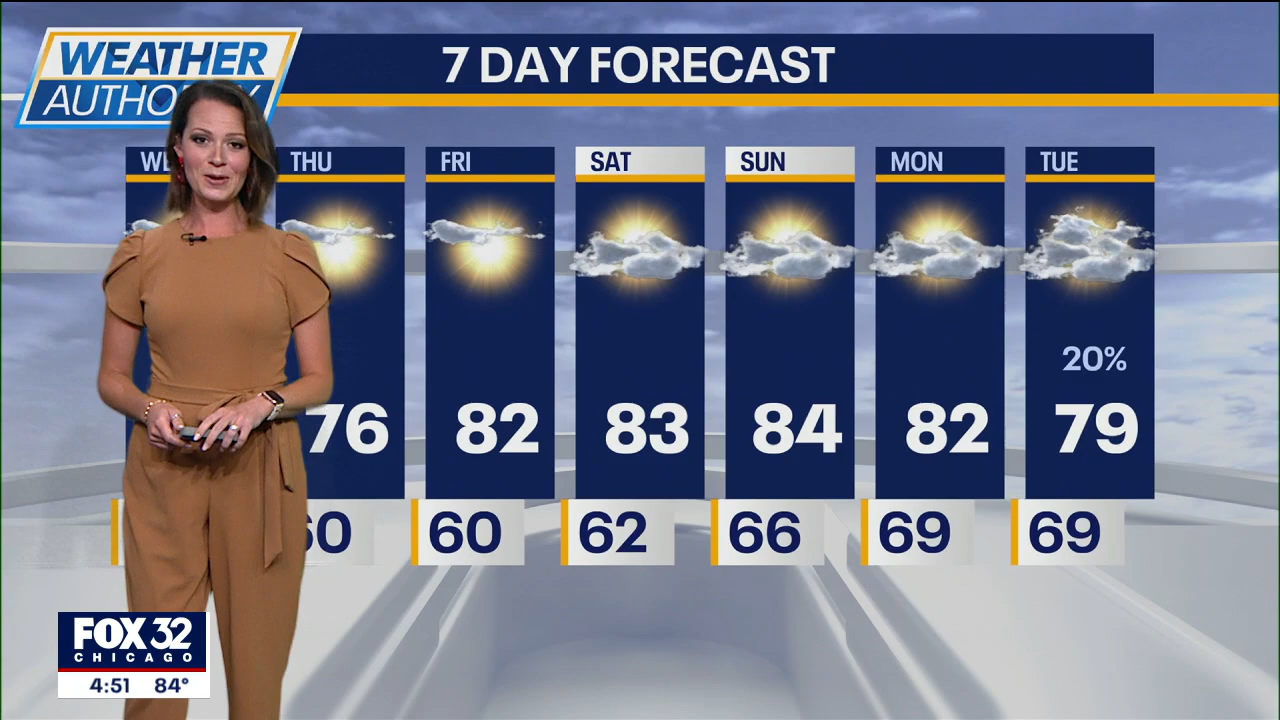 WEATHER
7 DAY FORECAST
THU
FRI
SAT
SUN
MON
TUE
20%
76
82
83
84
82
79
60
62
66
69
69
FOX 32
CHICAGO
4:51 84°